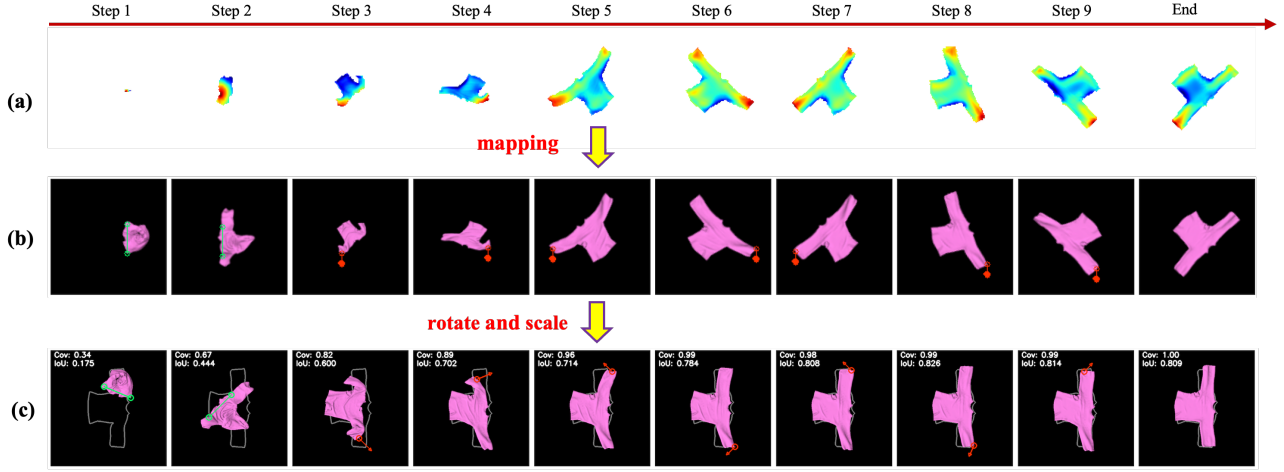 Step 1 Step 2 Step 3 Step 4 Step 5 Step 6 Step 7 Step 8 Step 9 End
(a)
mapping
(b)
rotate and scale
(c)
Cov: 0.34 Cov: 0.67 Cov: 0.82 Cov: 0.89 Cov: 0.96 Cov: 0.99 Cov: 0.98 Cov: 0.99 Cov: 0.99 Cov: 1.00
IoU: 0.175 IoU: 0.444 IoU: 0.600 IoU: 0.702 IoU: 0.714 IoU: 0.784 IoU: 0.808 IoU: 0.826 IoU: 0.814 IoU: 0.809